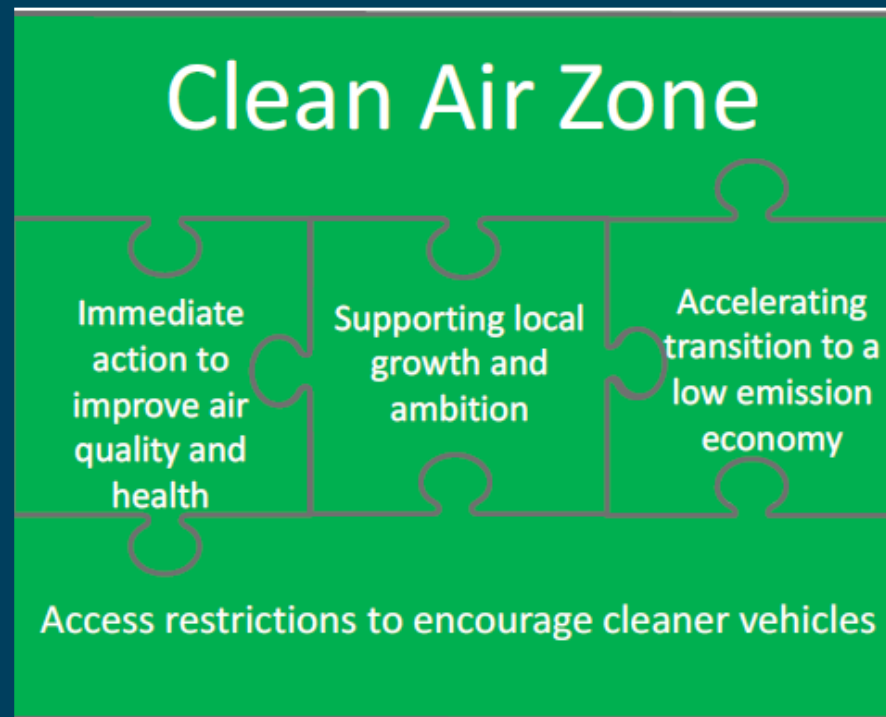 Clean Air Zone
Immediate
action to
improve air
quality and
health
Supporting local
growth and
ambition
Accelerating
transition to a
low emission
economy
Access restrictions to encourage cleaner vehicles